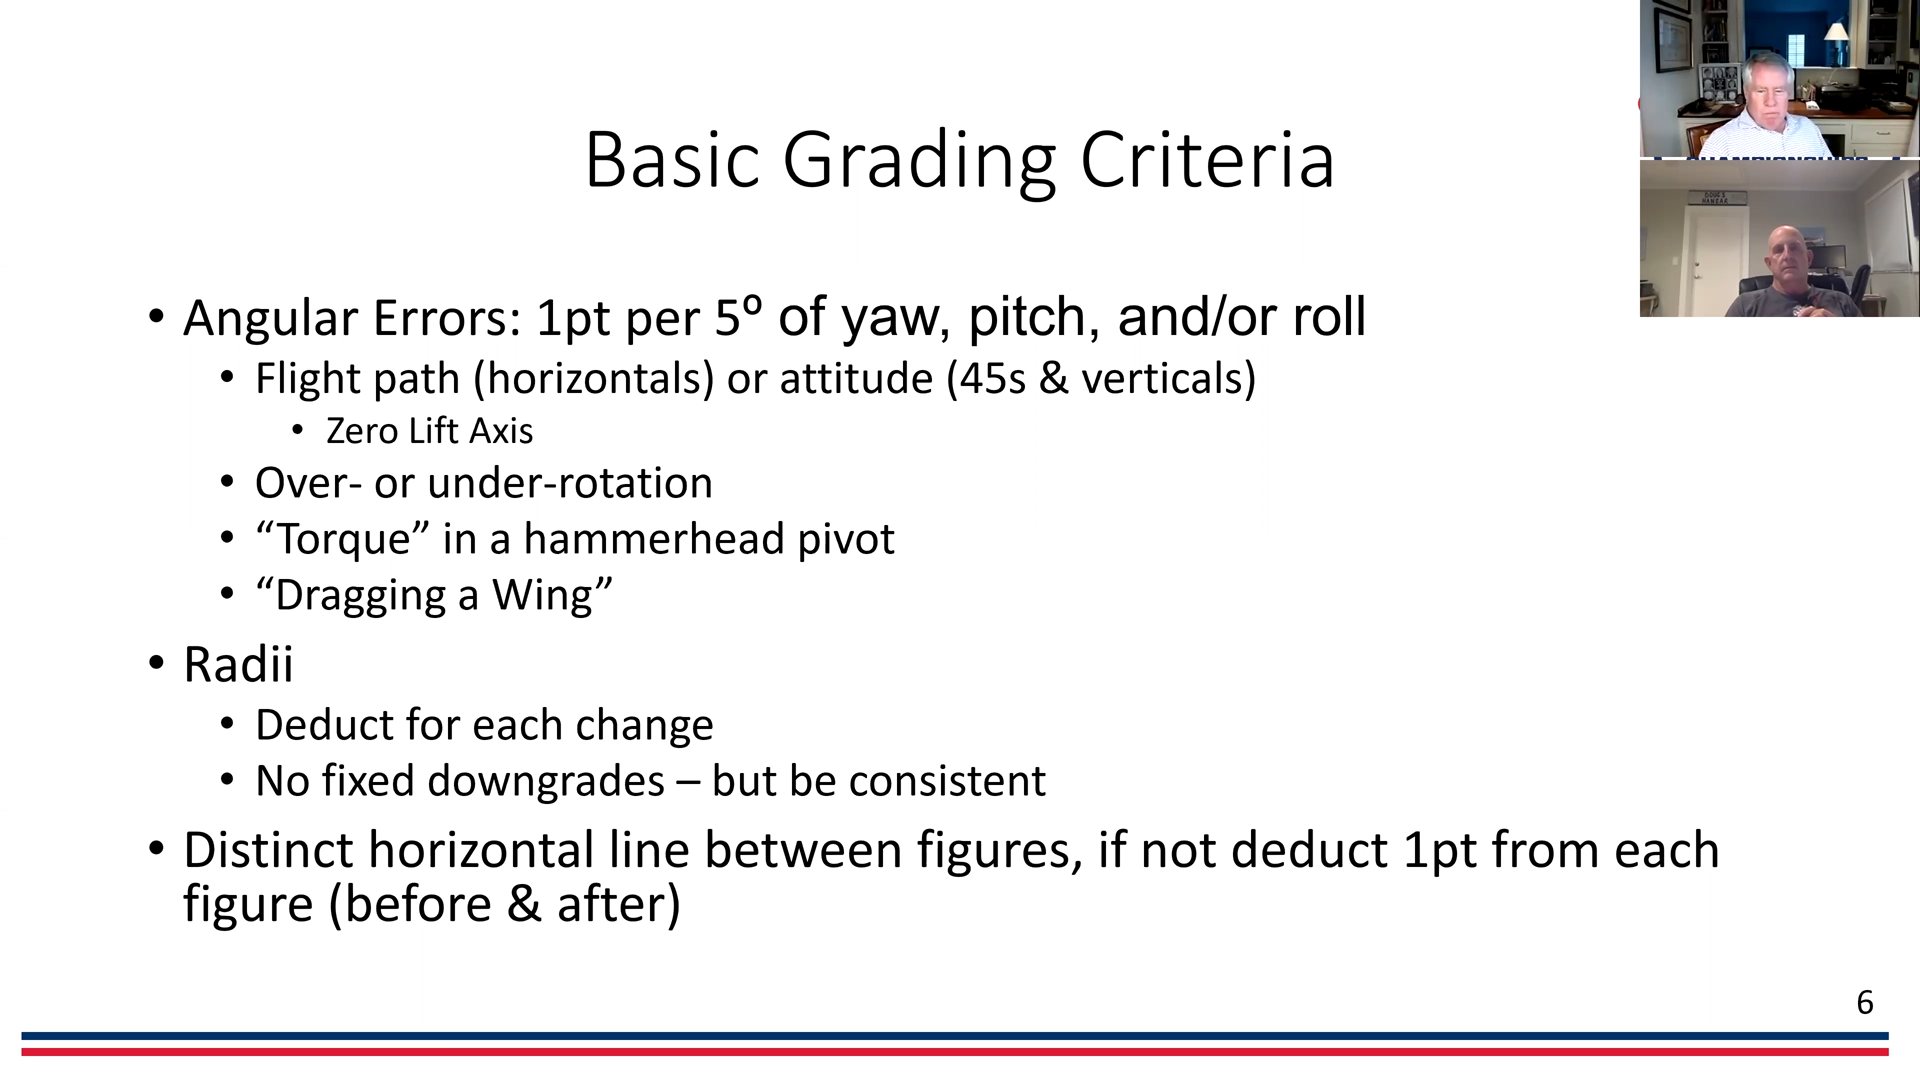 Basic Grading Criteria
• Angular Errors: 1pt per 5º of yaw, pitch, and/or roll
• Flight path (horizontals) or attitude (45s & verticals)
• Zero Lift Axis
• Over- or under-rotation
• “Torque” in a hammerhead pivot
• “Dragging a Wing”
• Radii
• Deduct for each change
• No fixed downgrades – but be consistent
• Distinct horizontal line between figures, if not deduct 1pt from each
figure (before & after)
6